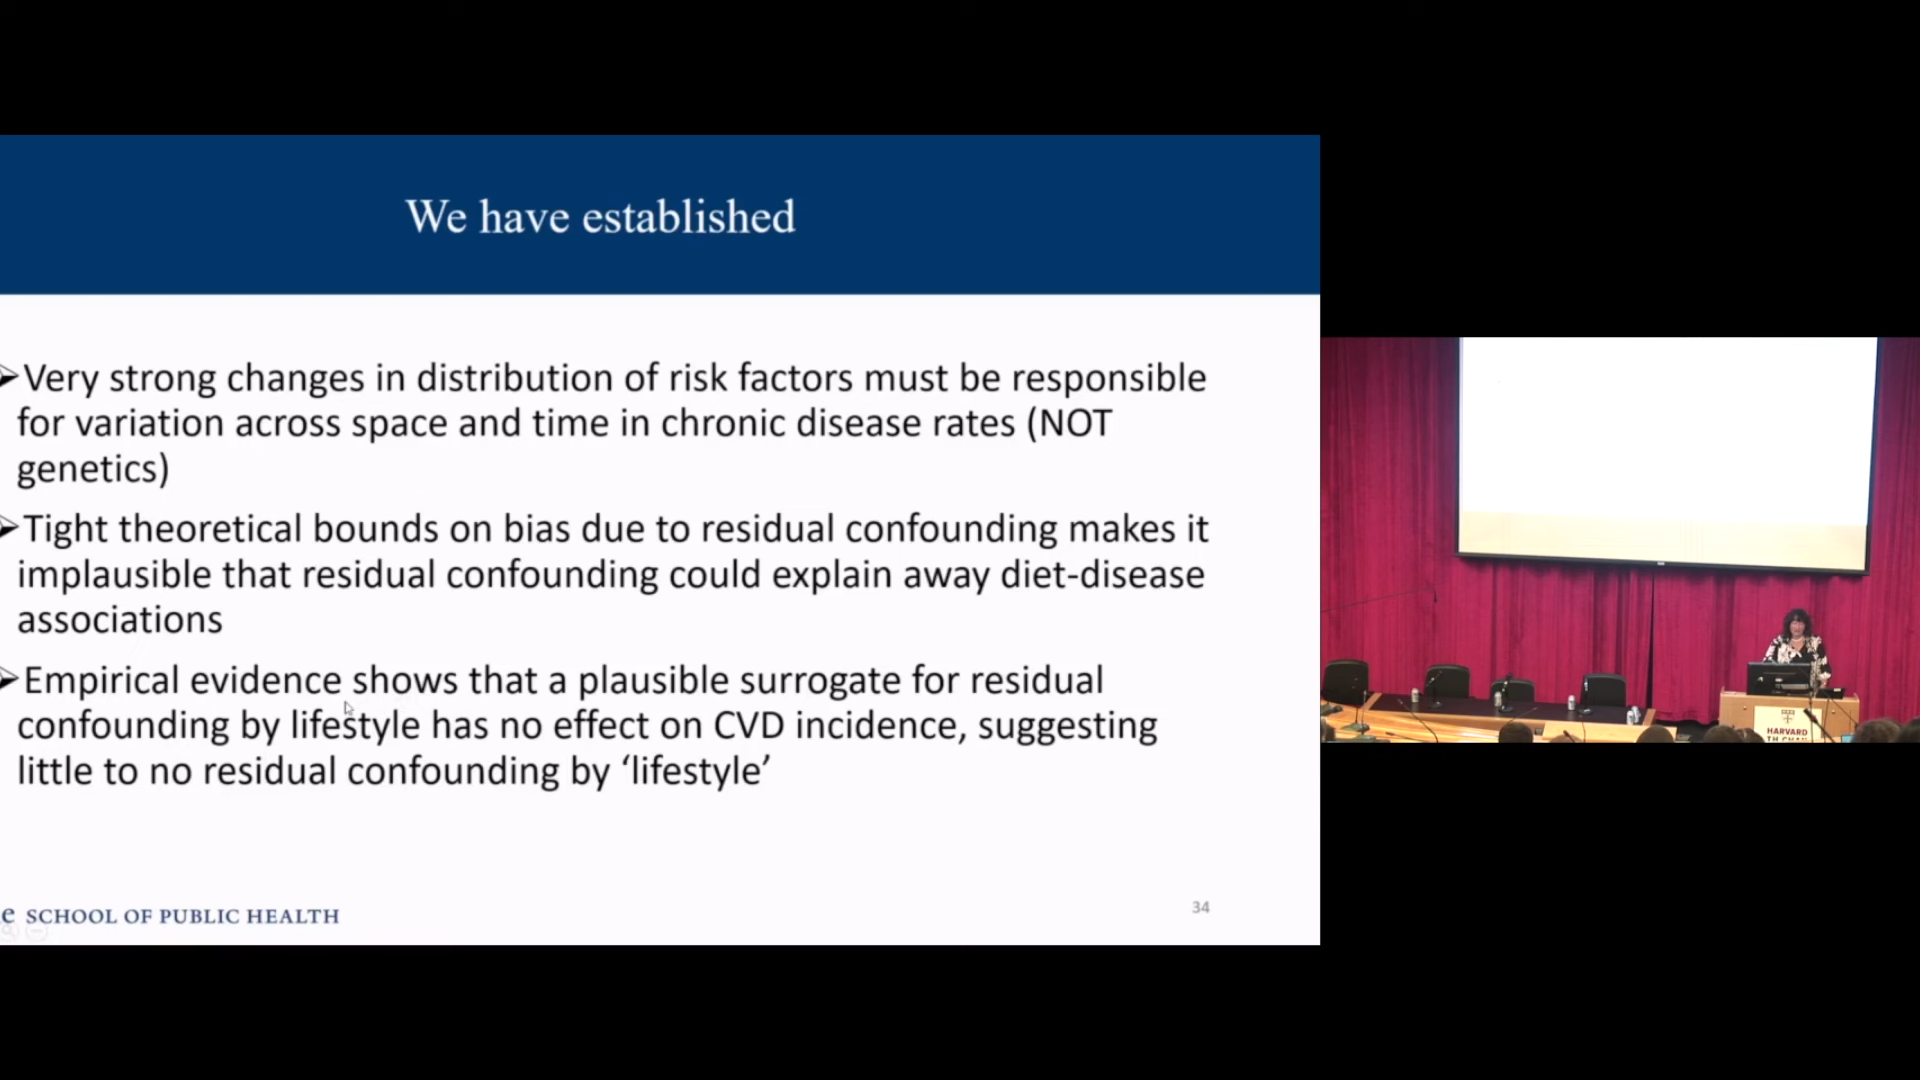 We have established
Very strong changes in distribution of risk factors must be responsible
for variation across space and time in chronic disease rates (NOT
genetics)
Tight theoretical bounds on bias due to residual confounding makes it
implausible that residual confounding could explain away diet-disease
associations
Empirical evidence shows that a plausible surrogate for residual
confounding by lifestyle has no effect on CVD incidence, suggesting
little to no residual confounding by ‘lifestyle’
e SCHOOL OF PUBLIC HEALTH
34
HARVARD
T.H. CHAN